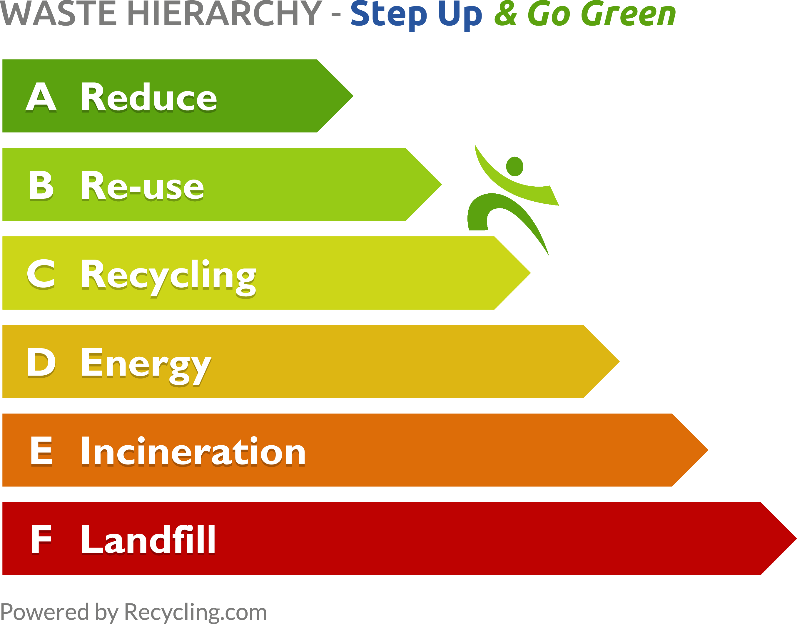 WASTE HIERARCHY - Step Up & Go Green
A Reduce
B Re-use
C Recycling
D Energy
E Incineration
F Landfill
Powered by Recycling.com